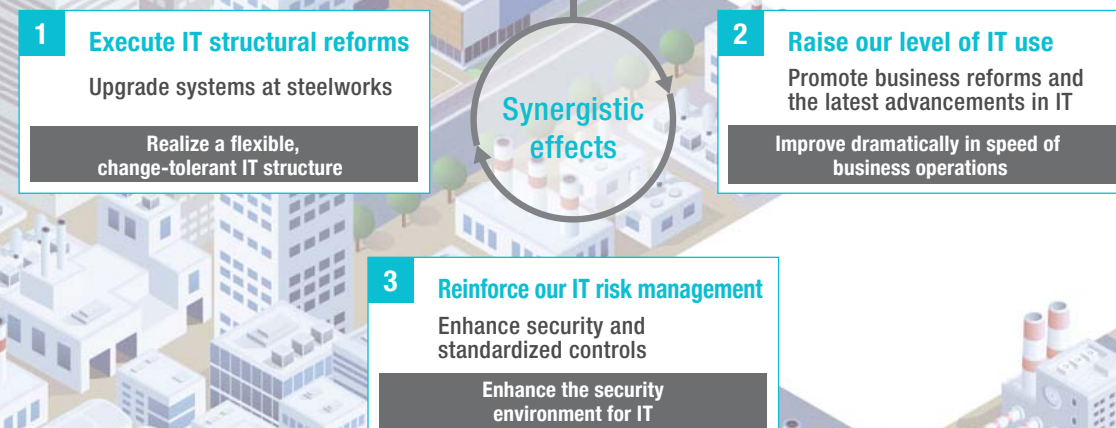 1
Execute IT structural reforms
Upgrade systems at steelworks
Realize a flexible,
change-tolerant IT structure
Synergistic
effects
2
Raise our level of IT use
Promote business reforms and
the latest advancements in IT
Improve dramatically in speed of
business operations
3
Reinforce our IT risk management
Enhance security and
standardized controls
Enhance the security
environment for IT